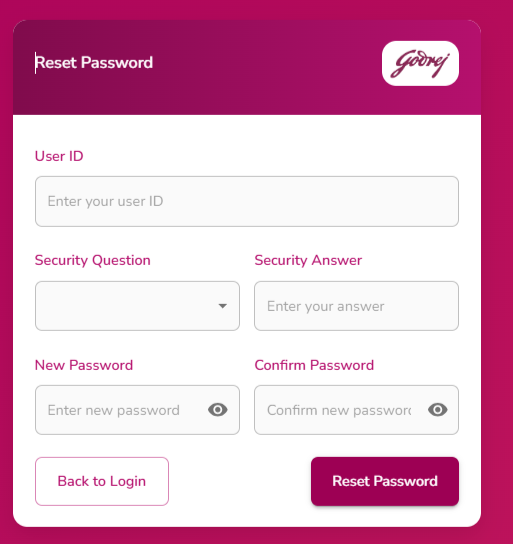 Reset Password
Godrej
User ID
Enter your user ID
Security Question Security Answer
Enter your answer
New Password Confirm Password
Enter new password Confirm new passwor
Back to Login Reset Password